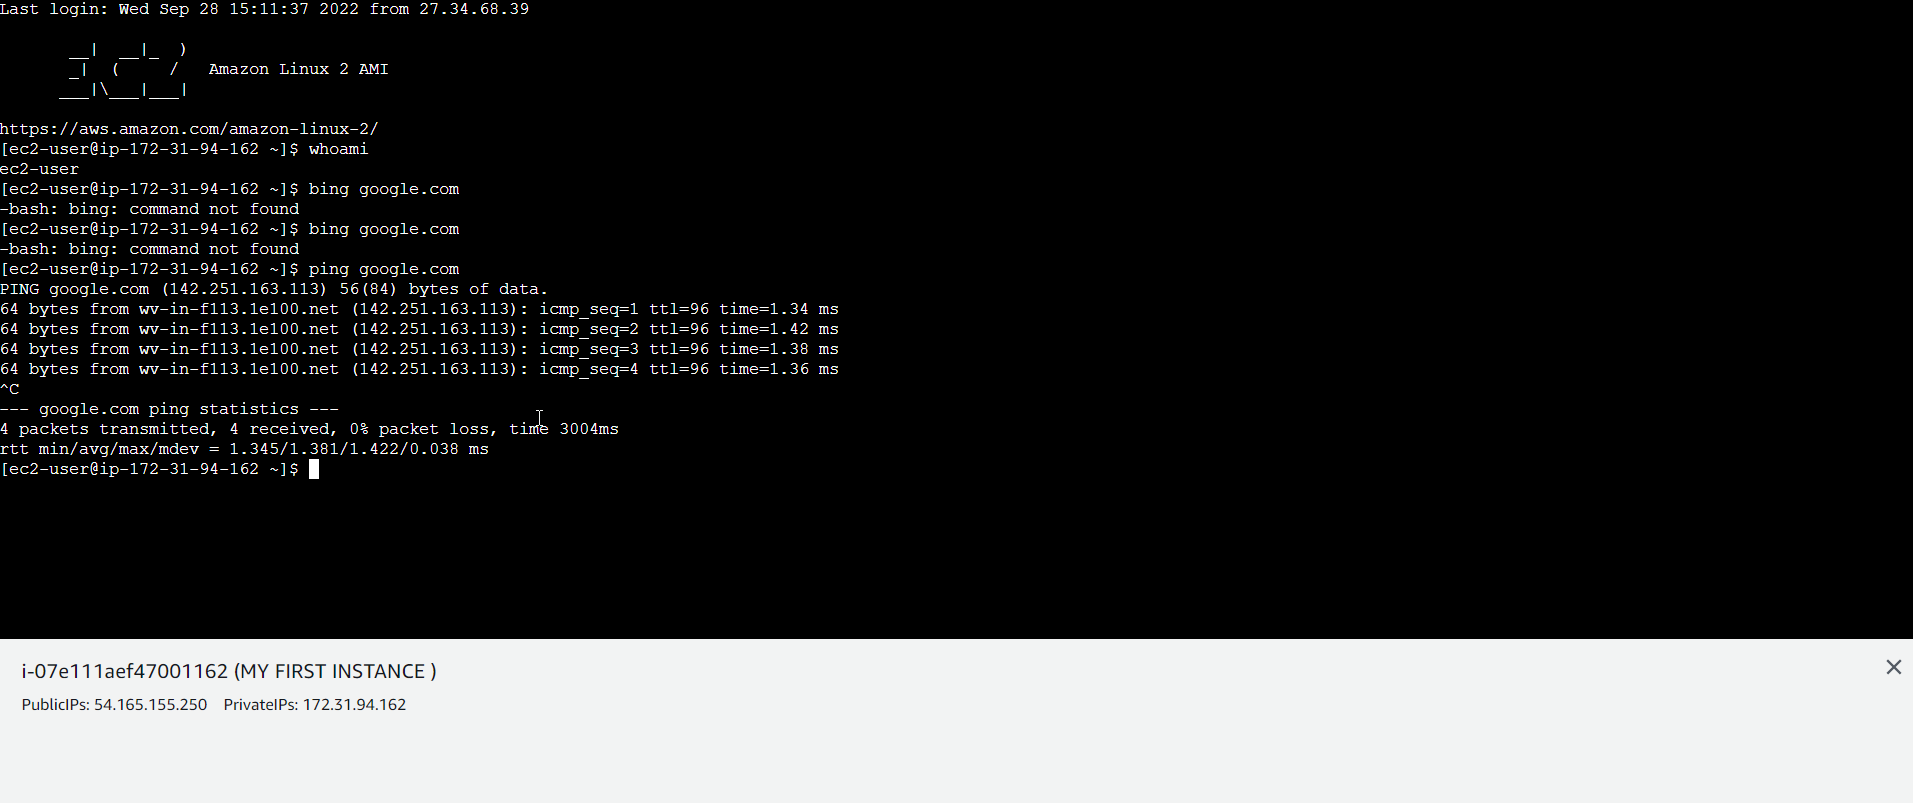 Last login: Wed Sep 28 15:11:37 2022 from 27.34.68.39
       __|  __|_  )
       _|  (     /   Amazon Linux 2 AMI
      ___|\___|___|
https://aws.amazon.com/amazon-linux-2/
[ec2-user@ip-172-31-94-162 ~]$ whoami
ec2-user
[ec2-user@ip-172-31-94-162 ~]$ bing google.com
-bash: bing: command not found
[ec2-user@ip-172-31-94-162 ~]$ bing google.com
-bash: bing: command not found
[ec2-user@ip-172-31-94-162 ~]$ ping google.com
PING google.com (142.251.163.113) 56(84) bytes of data.
64 bytes from wv-in-f113.1e100.net (142.251.163.113): icmp_seq=1 ttl=96 time=1.34 ms
64 bytes from wv-in-f113.1e100.net (142.251.163.113): icmp_seq=2 ttl=96 time=1.42 ms
64 bytes from wv-in-f113.1e100.net (142.251.163.113): icmp_seq=3 ttl=96 time=1.38 ms
64 bytes from wv-in-f113.1e100.net (142.251.163.113): icmp_seq=4 ttl=96 time=1.36 ms
^C
--- google.com ping statistics ---
4 packets transmitted, 4 received, 0% packet loss, time 3004ms
rtt min/avg/max/mdev = 1.345/1.381/1.422/0.038 ms
[ec2-user@ip-172-31-94-162 ~]$
i-07e111aef47001162 (MY FIRST INSTANCE )
PublicIPs: 54.165.155.250 PrivateIPs: 172.31.94.162